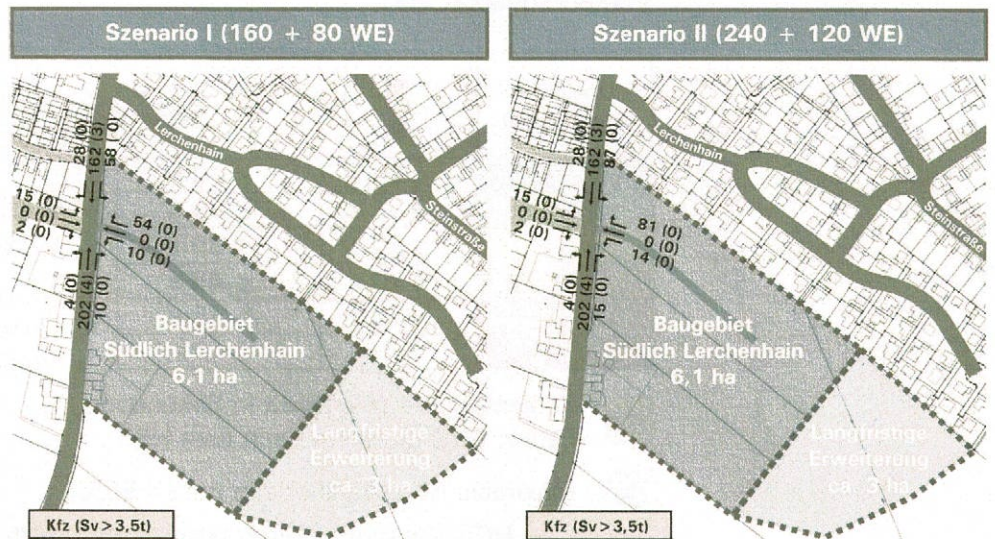 Szenario I (160 + 80 WE)
28 (0)
162 (3)
58 (0)
15 (0)
0 (0)
2 (0)
54 (0)
0 (0)
10 (0)
4 (0)
202 (4)
10 (0)
Lerchenhain
Steinstraße
Baugebiet
Südlich Lerchenhain
6,1 ha
Langfristige
Erweiterung
ca. 3 ha
Kfz (Sv > 3,5t)
Szenario II (240 + 120 WE)
28 (0)
162 (3)
87 (0)
15 (0)
0 (0)
2 (0)
81 (0)
0 (0)
14 (0)
4 (0)
202 (4)
15 (0)
Lerchenhain
Steinstraße
Baugebiet
Südlich Lerchenhain
6,1 ha
Langfristige
Erweiterung
ca. 3 ha
Kfz (Sv > 3,5t)